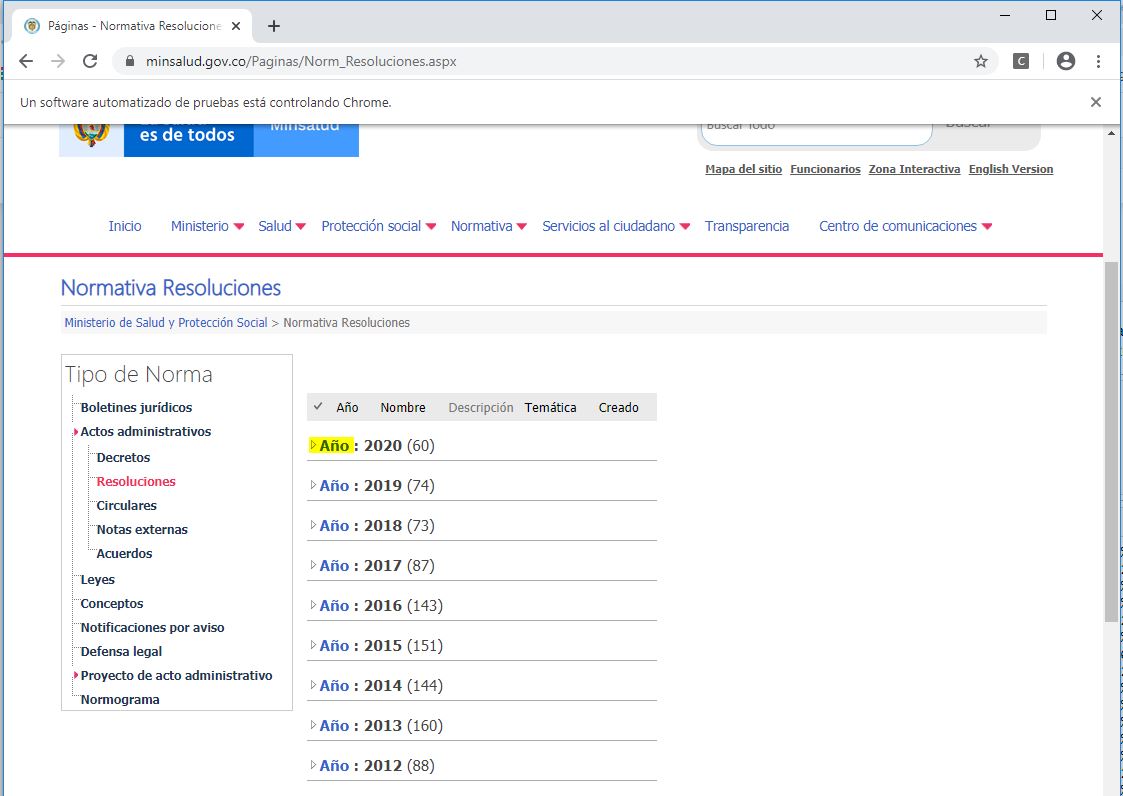 Páginas - Normativa Resolucione
minsalud.gov.co/Paginas/Norm_Resoluciones.aspx
C
Un software automatizado de pruebas está controlando Chrome.
es de todos
Minsalud
Buscar Todo
Buscar
Mapa del sitio Funcionarios Zona Interactiva English Version
Inicio Ministerio Salud Protección social Normativa Servicios al ciudadano Transparencia Centro de comunicaciones
Normativa Resoluciones
Ministerio de Salud y Protección Social > Normativa Resoluciones
Tipo de Norma
Boletines jurídicos
Actos administrativos
Decretos
Resoluciones
Circulares
Notas externas
Acuerdos
Leyes
Conceptos
Notificaciones por aviso
Defensa legal
Proyecto de acto administrativo
Normograma
Año Nombre Descripción Temática Creado
Año : 2020 (60)
Año : 2019 (74)
Año : 2018 (73)
Año : 2017 (87)
Año : 2016 (143)
Año : 2015 (151)
Año : 2014 (144)
Año : 2013 (160)
Año : 2012 (88)